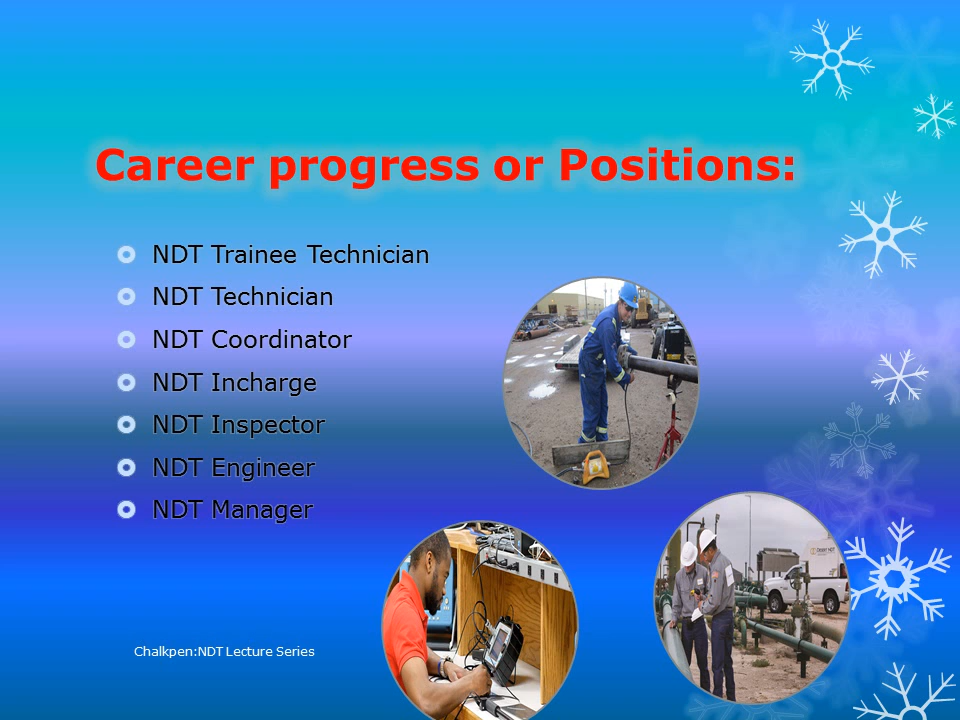 Career progress or Positions:
NDT Trainee Technician
NDT Technician
NDT Coordinator
NDT Incharge
NDT Inspector
NDT Engineer
NDT Manager
Chalkpen:NDT Lecture Series